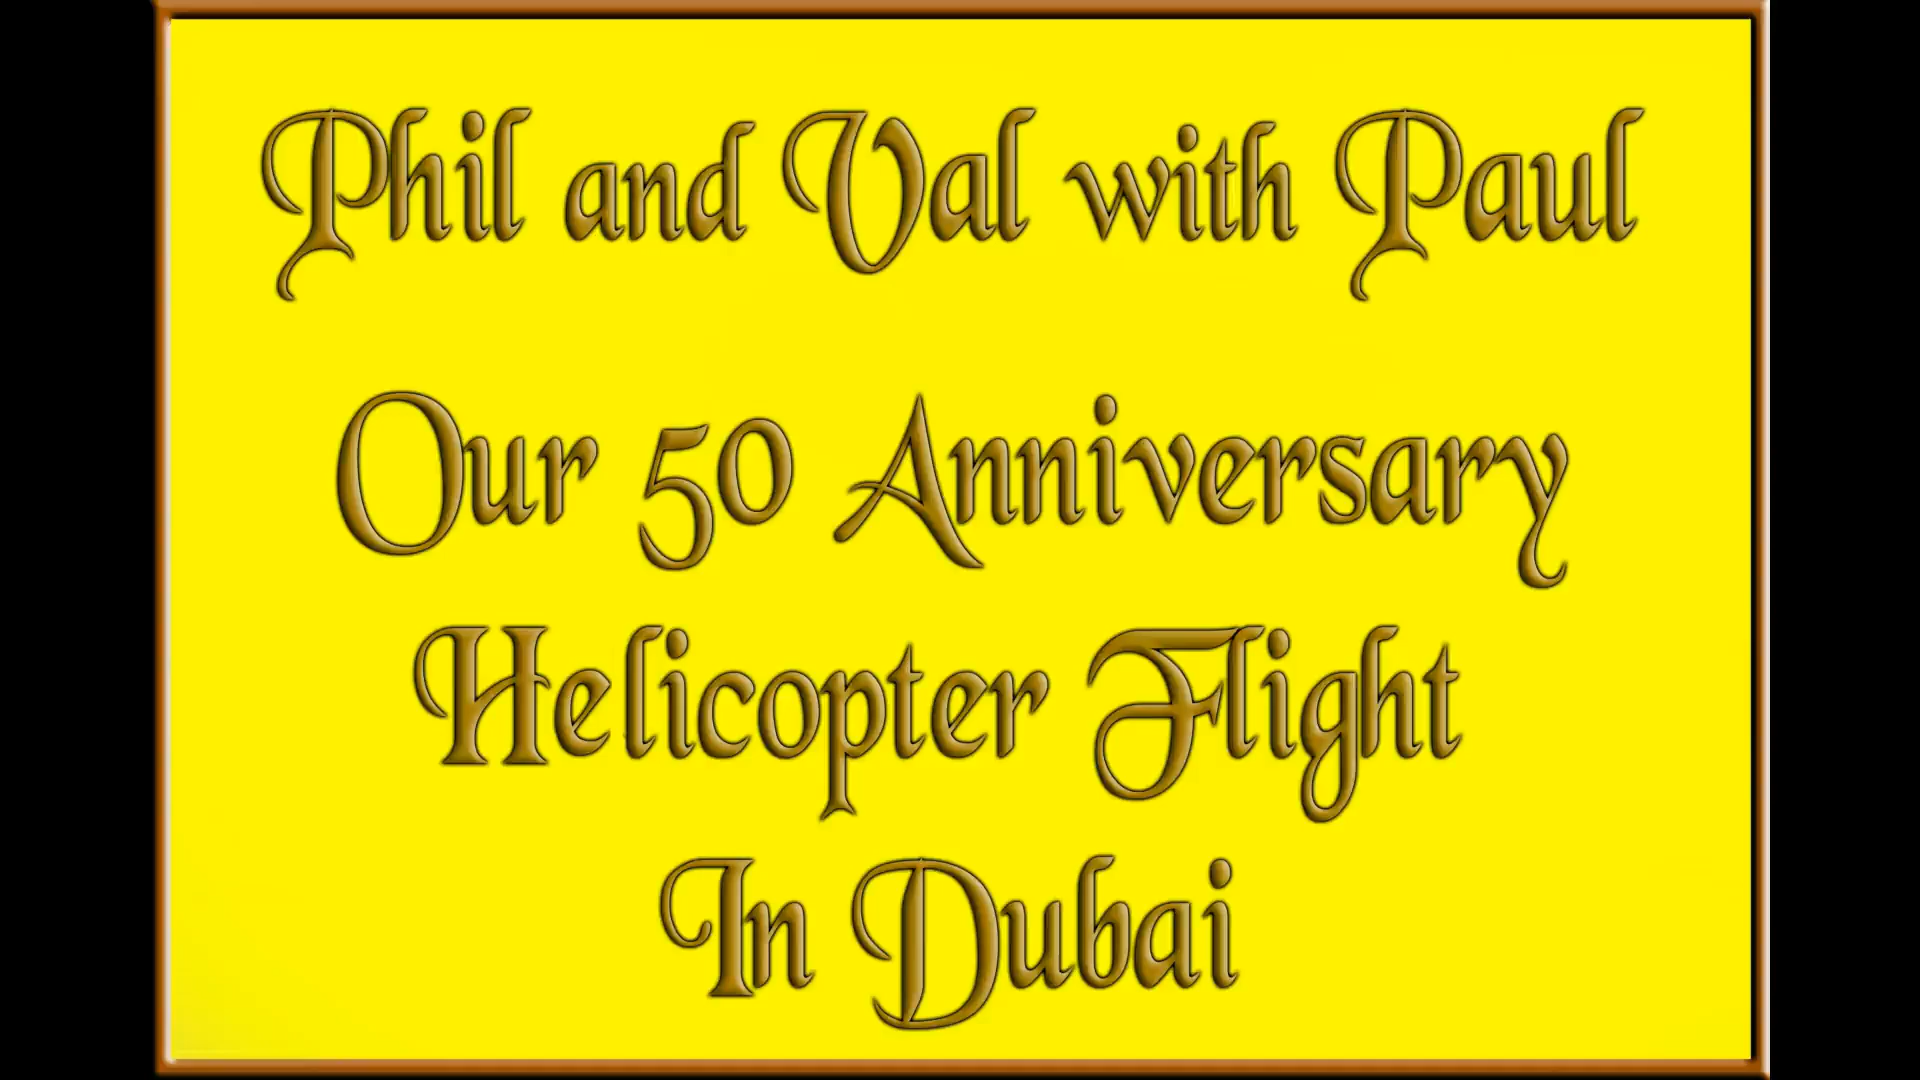 Phil and Val with Paul
Our 50 Anniversary
Helicopter Flight
In Dubai